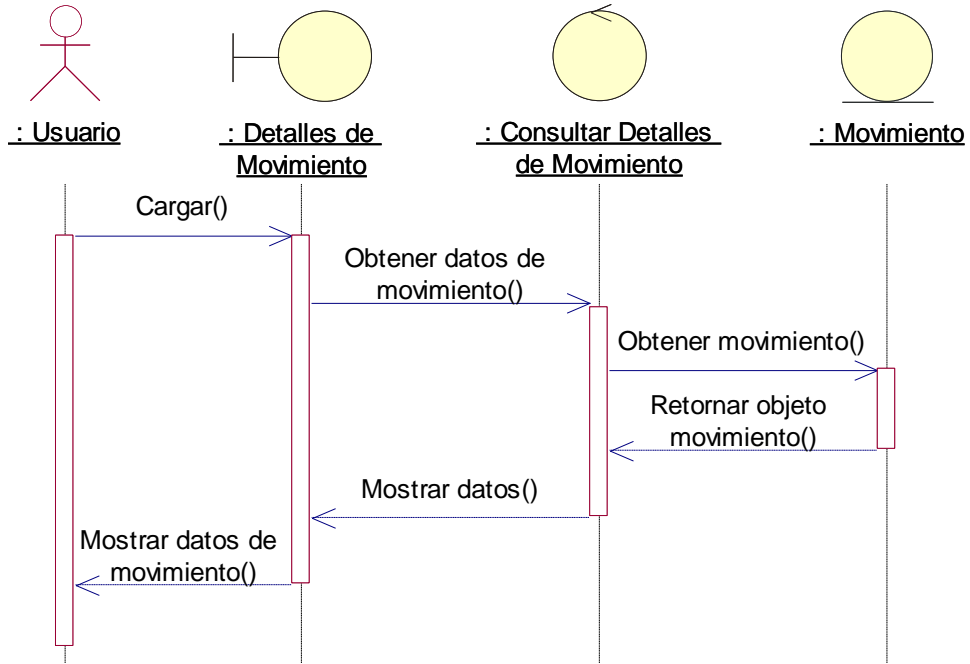 : Usuario
: Detalles de
Movimiento
: Consultar Detalles
de Movimiento
: Movimiento
Cargar()
Obtener datos de
movimiento()
Obtener movimiento()
Retornar objeto
movimiento()
Mostrar datos()
Mostrar datos de
movimiento()